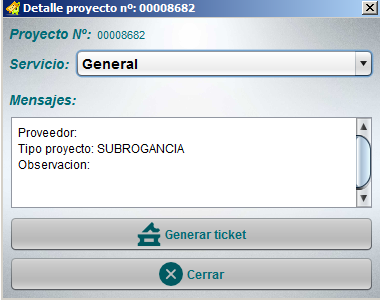 Detalle proyecto nº: 00008682
Proyecto Nº: 00008682
Servicio: General
Mensajes:
Proveedor:
Tipo proyecto: SUBROGANCIA
Observacion:
Generar ticket
Cerrar